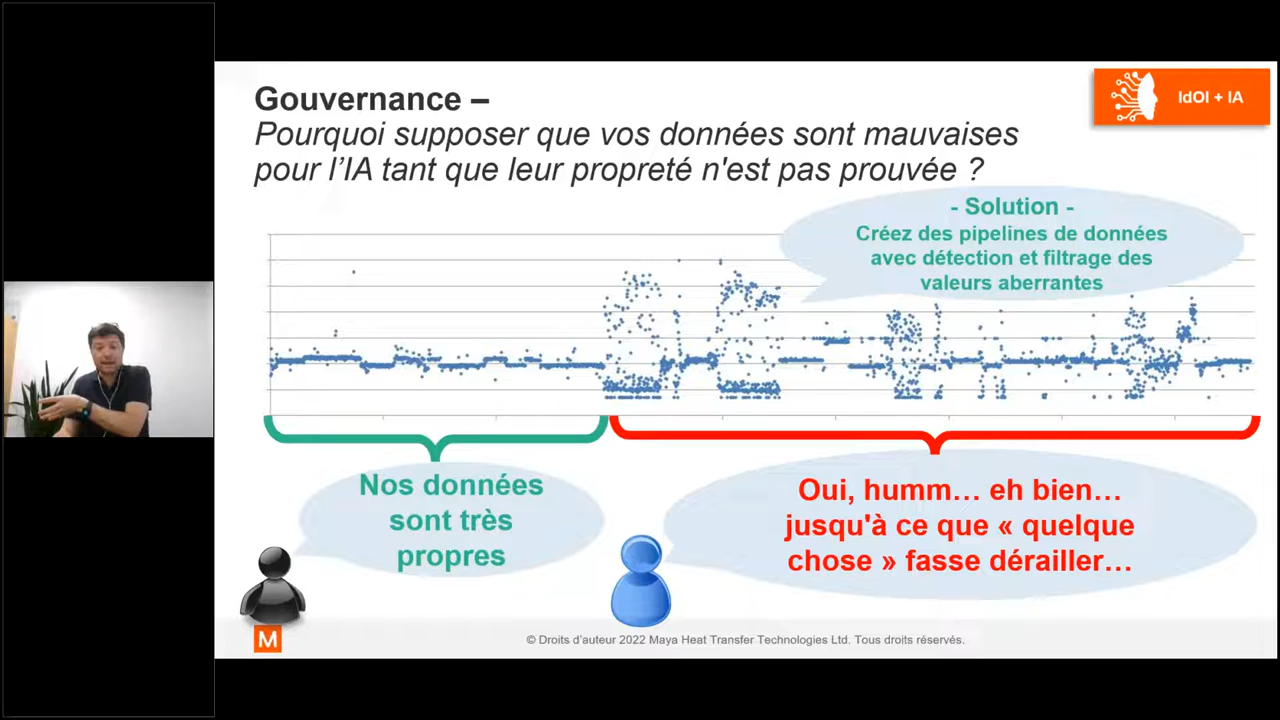 Gouvernance –
Pourquoi supposer que vos données sont mauvaises
pour l'IA tant que leur propreté n'est pas prouvée ?
IdOI + IA
- Solution -
Créez des pipelines de données
avec détection et filtrage des
valeurs aberrantes
Nos données
sont très
propres
Oui, humm… eh bien…
jusqu'à ce que « quelque
chose » fasse dérailler…
M
© Droits d'auteur 2022 Maya Heat Transfer Technologies Ltd. Tous droits réservés.